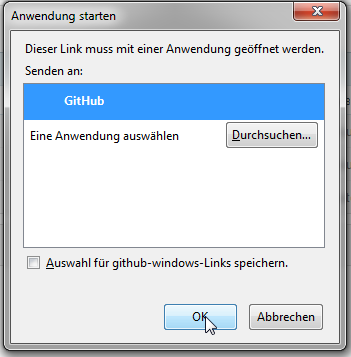 Anwendung starten
Dieser Link muss mit einer Anwendung geöffnet werden.
Senden an:
GitHub
Eine Anwendung auswählen
Durchsuchen...
Auswahl für github-windows-Links speichern.
OK
Abbrechen